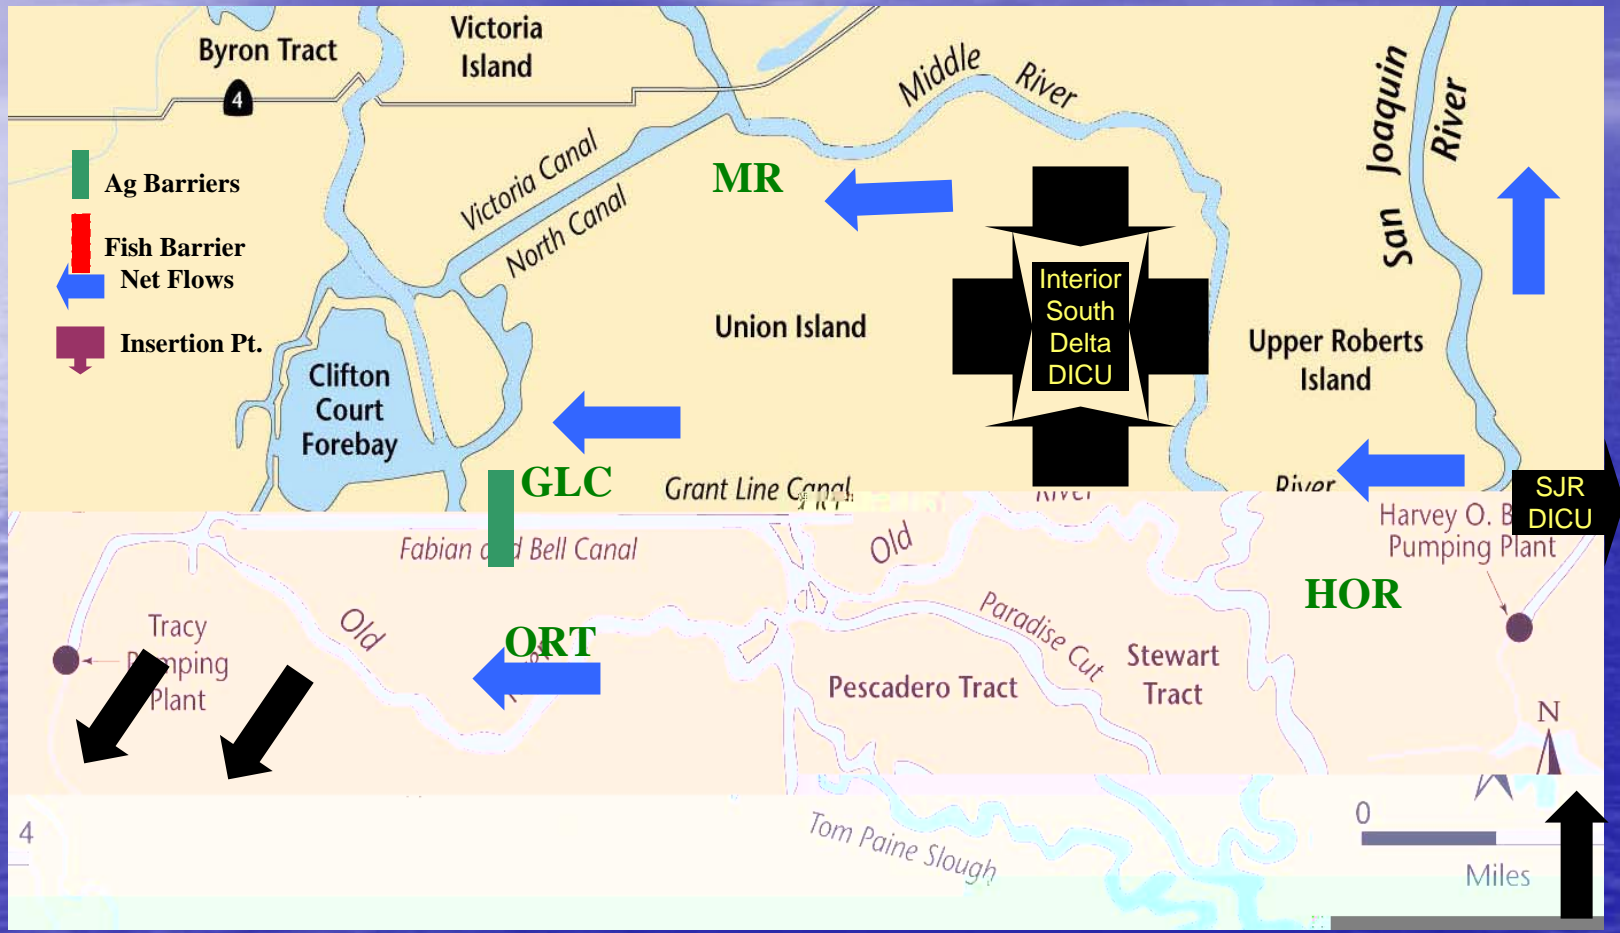 Byron Tract
Victoria
Island
4
Middle
River
San Joaquin
River
Ag Barriers
Fish Barrier
Net Flows
Insertion Pt.
Victoria Canal
North Canal
MR
Interior
South
Delta
DICU
Union Island
Upper Roberts
Island
Clifton
Court
Forebay
GLC
Grant Line Canal
River
River
SJR
DICU
Harvey O.
Pumping Plant
Fabian and Bell Canal
Old
HOR
Paradise Cut
Tracy
Pumping
Plant
Old
ORT
Stewart
Tract
Pescadero Tract
N
4
Tom Paine Slough
0
Miles